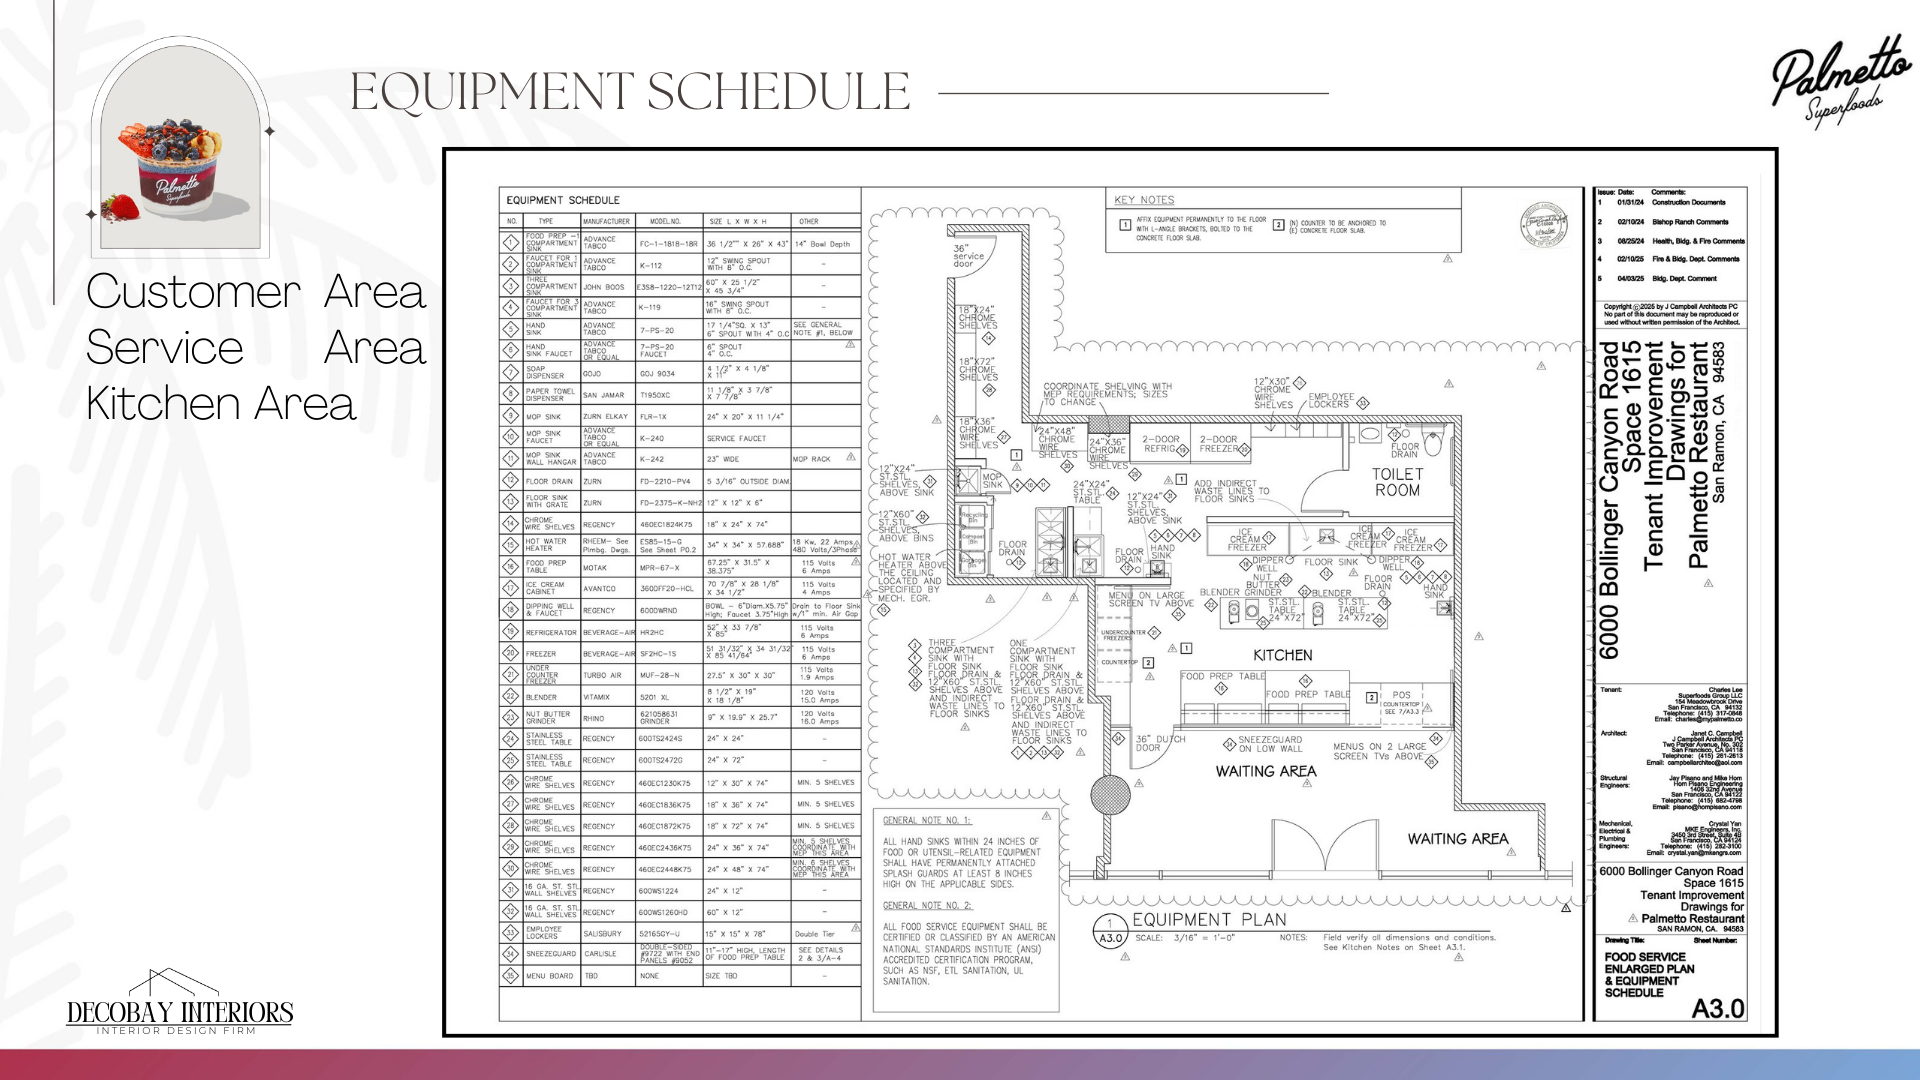 EQUIPMENT SCHEDULE
Palmetto
Superfoods
Palmetto
Superfoods
Customer Area
Service Area
Kitchen Area
DECOBAY INTERIORS
INTERIOR DESIGN FIRM
EQUIPMENT SCHEDULE
NO. TYPE MANUFACTURER MODEL.NO. SIZE L X W X H OTHER
1 FOOD PREP -1 COMPARTMENT SINK ADVANCE TABCO FC-1-1818-18R 36 1/2"" X 26" X 43" 14" Bowl Depth
2 FAUCET FOR 1 COMPARTMENT SINK ADVANCE TABCO K-112 12" SWING SPOUT WITH 8" O.C. -
3 THREE COMPARTMENT SINK JOHN BOOS E3S8-1220-12T12 60" X 25 1/2" X 45 3/4" -
4 FAUCET FOR 3 COMPARTMENT SINK ADVANCE TABCO K-119 16" SWING SPOUT WITH 8" O.C. -
5 HAND SINK ADVANCE TABCO 7-PS-20 17 1/4"SQ. X 13" 6" SPOUT WITH 4" O.C SEE GENERAL NOTE #1, BELOW
6 HAND SINK FAUCET ADVANCE TABCO OR EQUAL 7-PS-20 FAUCET 6" SPOUT 4" O.C.
7 SOAP DISPENSER GOJO GOJ 9034 4 1/2" X 4 1/8" X 11"
8 PAPER TOWEL DISPENSER SAN JAMAR T1950XC 11 1/8" X 3 7/8" X 7 7/8"
9 MOP SINK ZURN ELKAY FLR-1X 24" X 20" X 11 1/4"
10 MOP SINK FAUCET ADVANCE TABCO OR EQUAL K-240 SERVICE FAUCET
11 MOP SINK WALL HANGAR ADVANCE TABCO K-242 23" WIDE MOP RACK
12 FLOOR DRAIN ZURN FD-2210-PV4 5 3/16" OUTSIDE DIAM.
13 FLOOR SINK WITH GRATE ZURN FD-2375-K-NH2 12" X 12" X 6"
14 CHROME WIRE SHELVES REGENCY 460EC1824K75 18" X 24" X 74"
15 HOT WATER HEATER RHEEM- See Plmbg. Dwgs. ES85-15-G See Sheet P0.2 34" X 34" X 57.688" 18 Kw, 22 Amps 480 Volts/3Phase
16 FOOD PREP TABLE MOTAK MPR-67-X 67.25" X 31.5" X 38.375" 115 Volts 6 Amps
17 ICE CREAM CABINET AVANTCO 360DFF20-HCL 70 7/8" X 28 1/8" X 34 1/2" 115 Volts 4 Amps
18 DIPPING WELL & FAUCET REGENCY 600DWRND BOWL - 6"Diam.X5.75" High; Faucet 3.75"High Drain to Floor Sink w/1" min. Air Gap
19 REFRIGERATOR BEVERAGE-AIR HR2HC 52" X 33 7/8" X 85" 115 Volts 6 Amps
20 FREEZER BEVERAGE-AIR SF2HC-1S 51 31/32" X 34 31/32" X 85 41/64" 115 Volts 6 Amps
21 UNDER COUNTER FREEZER TURBO AIR MUF-28-N 27.5" X 30" X 30" 115 Volts 1.9 Amps
22 BLENDER VITAMIX 5201 XL 8 1/2" X 19" X 18 1/8" 120 Volts 15.0 Amps
23 NUT BUTTER GRINDER RHINO 621058631 GRINDER 9" X 19.9" X 25.7" 120 Volts 16.0 Amps
24 STAINLESS STEEL TABLE REGENCY 600TS2424S 24" X 24" -
25 STAINLESS STEEL TABLE REGENCY 600TS2472G 24" X 72" -
26 CHROME WIRE SHELVES REGENCY 460EC1230K75 12" X 30" X 74" MIN. 5 SHELVES
27 CHROME WIRE SHELVES REGENCY 460EC1836K75 18" X 36" X 74" MIN. 5 SHELVES
28 CHROME WIRE SHELVES REGENCY 460EC1872K75 18" X 72" X 74" MIN. 5 SHELVES
29 CHROME WIRE SHELVES REGENCY 460EC2436K75 24" X 36" X 74" MIN. 5 SHELVES COORDINATE WITH MEP THIS AREA
30 CHROME WIRE SHELVES REGENCY 460EC2448K75 24" X 48" X 74" MIN. 6 SHELVES COORDINATE WITH MEP THIS AREA
31 16 GA. ST. STL WALL SHELVES REGENCY 600WS1224 24" X 12" -
32 16 GA. ST. STL WALL SHELVES REGENCY 600WS1260HD 60" X 12" -
33 EMPLOYEE LOCKERS SALISBURY 52165GY-U 15" X 15" X 78" Double Tier
34 SNEEZEGUARD CARLISLE DOUBLE-SIDED #9722 WITH END PANELS #9052 11"-17" HIGH, LENGTH OF FOOD PREP TABLE SEE DETAILS 2 & 3/A-4
35 MENU BOARD TBD NONE SIZE TBD -
KEY NOTES
1 AFFIX EQUIPMENT PERMANENTLY TO THE FLOOR
WITH L-ANGLE BRACKETS, BOLTED TO THE
CONCRETE FLOOR SLAB.
2 (N) COUNTER TO BE ANCHORED TO
(E) CONCRETE FLOOR SLAB.
36"
service
door
18"X24"
CHROME
SHELVES
18"X72"
CHROME
SHELVES
18"X36"
CHROME
WIRE
SHELVES
COORDINATE SHELVING WITH
MEP REQUIREMENTS; SIZES
TO CHANGE
12"X30"
CHROME
WIRE
SHELVES
EMPLOYEE
LOCKERS
24"X48"
CHROME
WIRE
SHELVES
24"X36"
CHROME
WIRE
SHELVES
2-DOOR
REFRIG.
2-DOOR
FREEZER
FLOOR
DRAIN
TOILET
ROOM
12"X24"
ST.STL.
SHELVES,
ABOVE SINK
MOP
SINK
24"X24"
ST.STL.
TABLE
12"X24"
ST.STL.
SHELVES,
ABOVE SINK
ADD INDIRECT
WASTE LINES TO
FLOOR SINKS
12"X60"
ST.STL.
SHELVES,
ABOVE BINS
Recycling
Bin
Compost
Bin
Garbage
Bin
HOT WATER
HEATER ABOVE
THE CEILING
LOCATED AND
SPECIFIED BY
MECH. EGR.
FLOOR
DRAIN
FLOOR
DRAIN
HAND
SINK
ICE
CREAM
FREEZER
ICE
CREAM
FREEZER
ICE
CREAM
FREEZER
DIPPER
WELL
FLOOR SINK
DIPPER
WELL
NUT
BUTTER
GRINDER
FLOOR
DRAIN
HAND
SINK
MENU ON LARGE
SCREEN TV ABOVE
BLENDER
BLENDER
ST.STL.
TABLE
24"X72"
ST.STL.
TABLE
24"X72"
UNDERCOUNTER
FREEZERS
COUNTERTOP
KITCHEN
THREE
COMPARTMENT
SINK WITH
FLOOR SINK
FLOOR DRAIN &
12"X60" ST.STL.
SHELVES ABOVE
AND INDIRECT
WASTE LINES TO
FLOOR SINKS
ONE
COMPARTMENT
SINK WITH
FLOOR SINK
FLOOR DRAIN &
12"X60" ST.STL.
SHELVES ABOVE
FLOOR DRAIN &
12"X60" ST.STL.
SHELVES ABOVE
AND INDIRECT
WASTE LINES TO
FLOOR SINKS
FOOD PREP TABLE
FOOD PREP TABLE
POS
COUNTERTOP
SEE 7/A3.3
36" DUTCH
DOOR
SNEEZEGUARD
ON LOW WALL
MENUS ON 2 LARGE
SCREEN TVs ABOVE
WAITING AREA
WAITING AREA
GENERAL NOTE NO. 1:
ALL HAND SINKS WITHIN 24 INCHES OF
FOOD OR UTENSIL-RELATED EQUIPMENT
SHALL HAVE PERMANENTLY ATTACHED
SPLASH GUARDS AT LEAST 8 INCHES
HIGH ON THE APPLICABLE SIDES.
GENERAL NOTE NO. 2:
ALL FOOD SERVICE EQUIPMENT SHALL BE
CERTIFIED OR CLASSIFIED BY AN AMERICAN
NATIONAL STANDARDS INSTITUTE (ANSI)
ACCREDITED CERTIFICATION PROGRAM,
SUCH AS NSF, ETL SANITATION, UL
SANITATION.
1
A3.0
EQUIPMENT PLAN
SCALE: 3/16" = 1'-0"
NOTES: Field verify all dimensions and conditions.
See Kitchen Notes on Sheet A3.1.
Issue: Date: Comments:
1 01/31/24 Construction Documents
2 02/10/24 Bishop Ranch Comments
3 08/25/24 Health, Bldg. & Fire Comments
4 02/10/25 Fire & Bldg. Dept. Comments
5 04/03/25 Bldg. Dept. Comment
Copyright ©2025 by J Campbell Architects PC
No part of this document may be reproduced or
used without written permission of the Architect.
6000 Bollinger Canyon Road
Space 1615
Tenant Improvement
Drawings for
Palmetto Restaurant
San Ramon, CA 94583
Tenant: Charles Lee
Superfoods Group LLC
154 Meadowbrook Drive
San Francisco, CA 94132
Telephone: (415) 317-0848
Email: charles@mypalmetto.co
Architect: Janet C. Campbell
J Campbell Architects PC
Two Parker Avenue, No. 302
San Francisco, CA 94118
Telephone: (415) 261-2613
Email: campbellarchitec@aol.com
Structural Engineers: Jay Pisano and Mike Hom
Hom Pisano Engineering
1406 32nd Avenue
San Francisco, CA 94122
Telephone: (415) 682-4796
Email: pisano@hompisano.com
Mechanical, Electrical & Plumbing Engineers: Crystal Yan
MKE Engineers, Inc.
3450 3rd Street, Suite 4B
San Francisco, CA 94124
Telephone: (415) 282-3100
Email: crystal.yan@mkengrs.com
6000 Bollinger Canyon Road
Space 1615
Tenant Improvement
Drawings for
Palmetto Restaurant
SAN RAMON, CA. 94583
Drawing Title: Sheet Number:
FOOD SERVICE
ENLARGED PLAN
& EQUIPMENT
SCHEDULE
A3.0